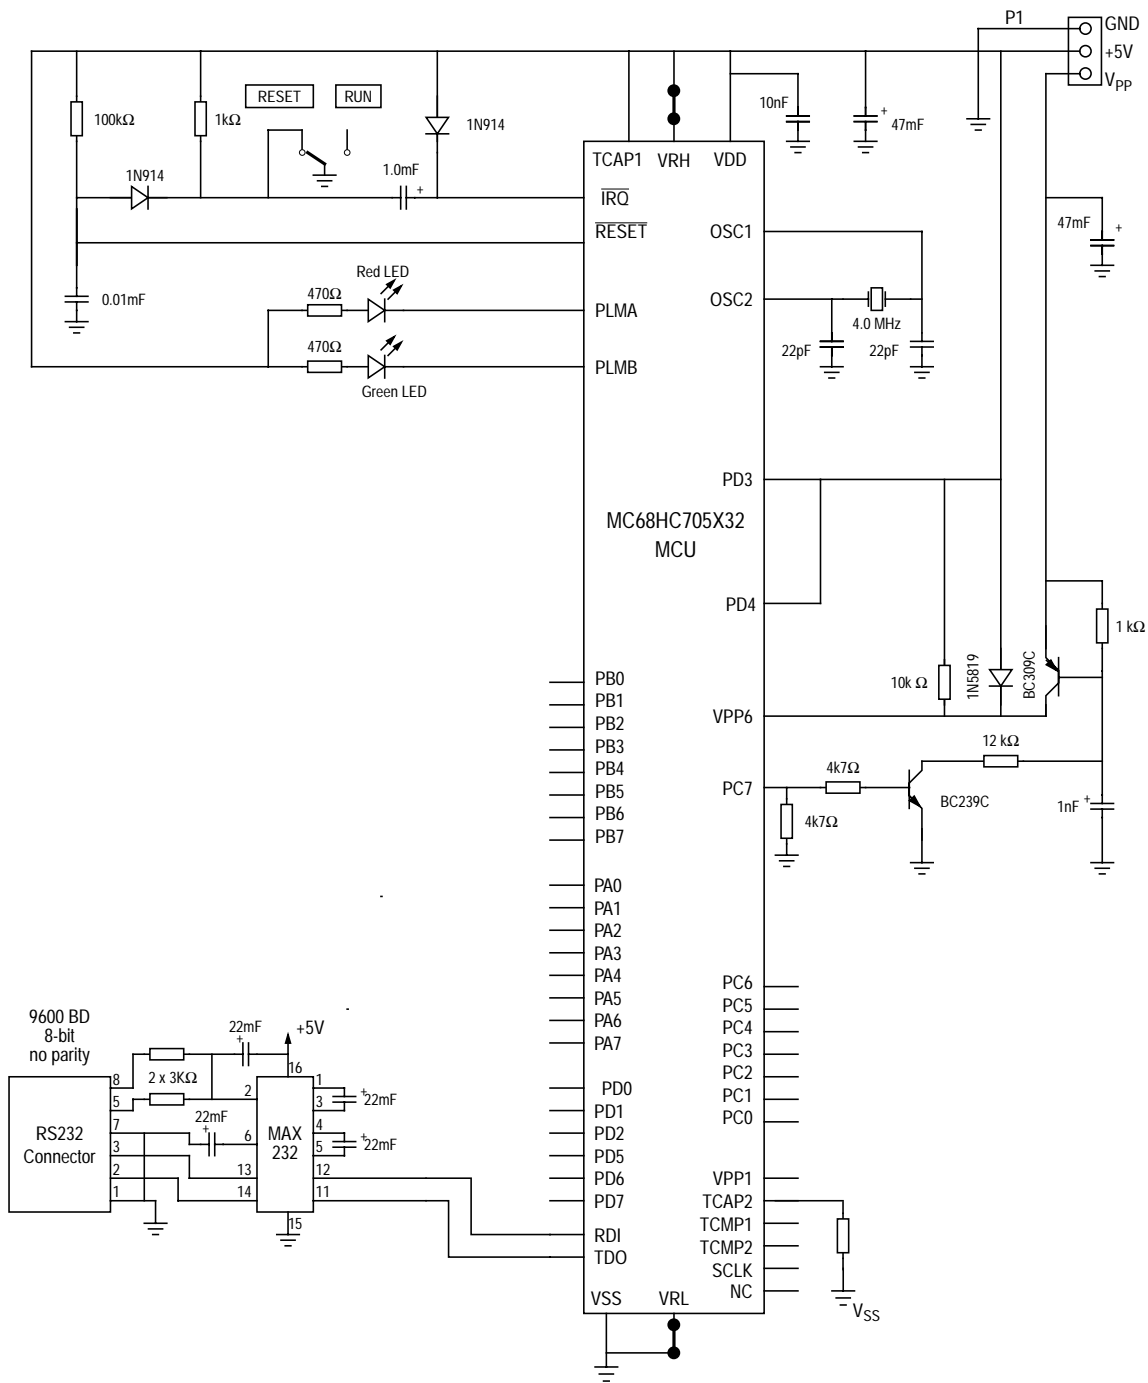 P1
GND
+5V
VPP
100kΩ
1kΩ
RESET
RUN
1N914
10nF
47mF
1N914
1.0mF
TCAP1
VRH
VDD
IRQ
RESET
OSC1
47mF
0.01mF
Red LED
470Ω
PLMA
OSC2
4.0 MHz
22pF
22pF
470Ω
PLMB
Green LED
PD3
MC68HC705X32
MCU
PD4
1 kΩ
10k Ω
1N5819
BC309C
PB0
PB1
PB2
PB3
PB4
PB5
PB6
PB7
VPP6
12 kΩ
PC7
4k7Ω
BC239C
4k7Ω
1nF
+
PA0
PA1
PA2
PA3
PA4
PA5
PA6
PA7
PC6
PC5
PC4
PC3
PC2
PC1
PC0
9600 BD
8-bit
no parity
22mF
+5V
2 x 3KΩ
RS232
Connector
8
5
7
3
2
1
22mF
MAX
232
16
2
6
13
14
1
3
4
5
12
11
15
+
22mF
+
22mF
PD0
PD1
PD2
PD5
PD6
PD7
RDI
TDO
VPP1
TCAP2
TCMP1
TCMP2
SCLK
NC
VSS
VSS
VRL